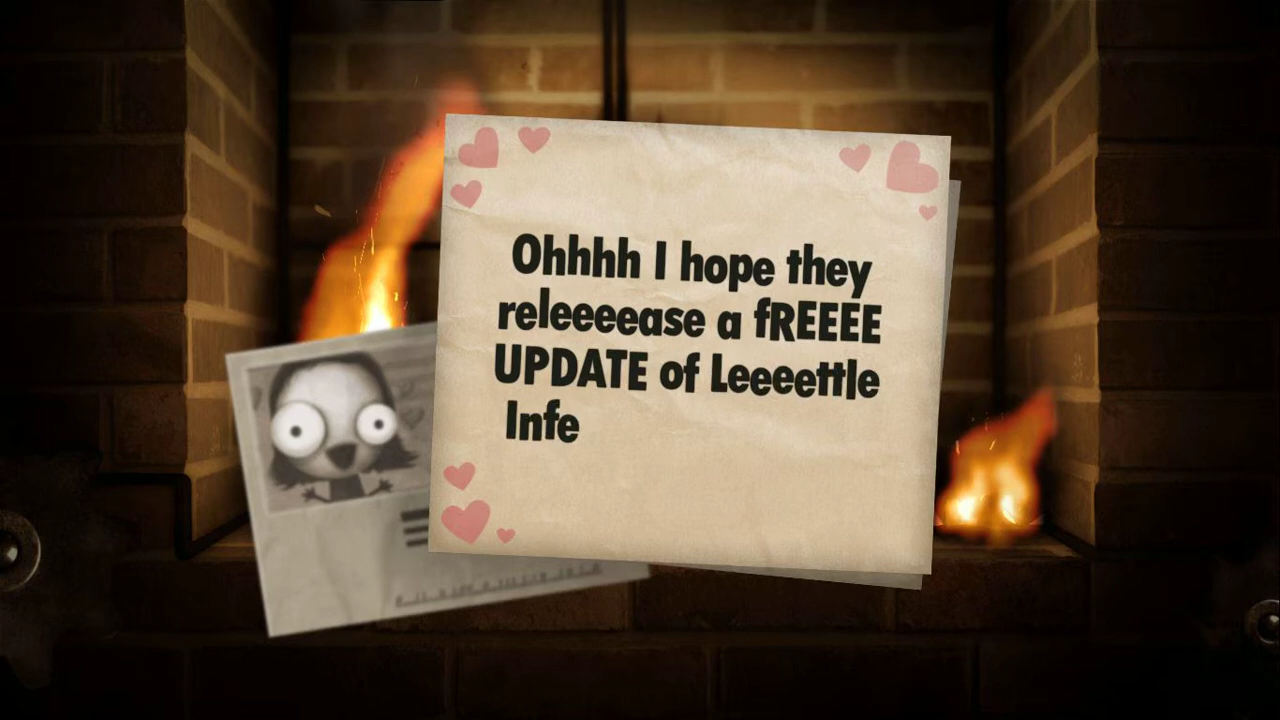 Ohhhh I hope they
releeeease a fREEEE
UPDATE of Leeeettle
Infe